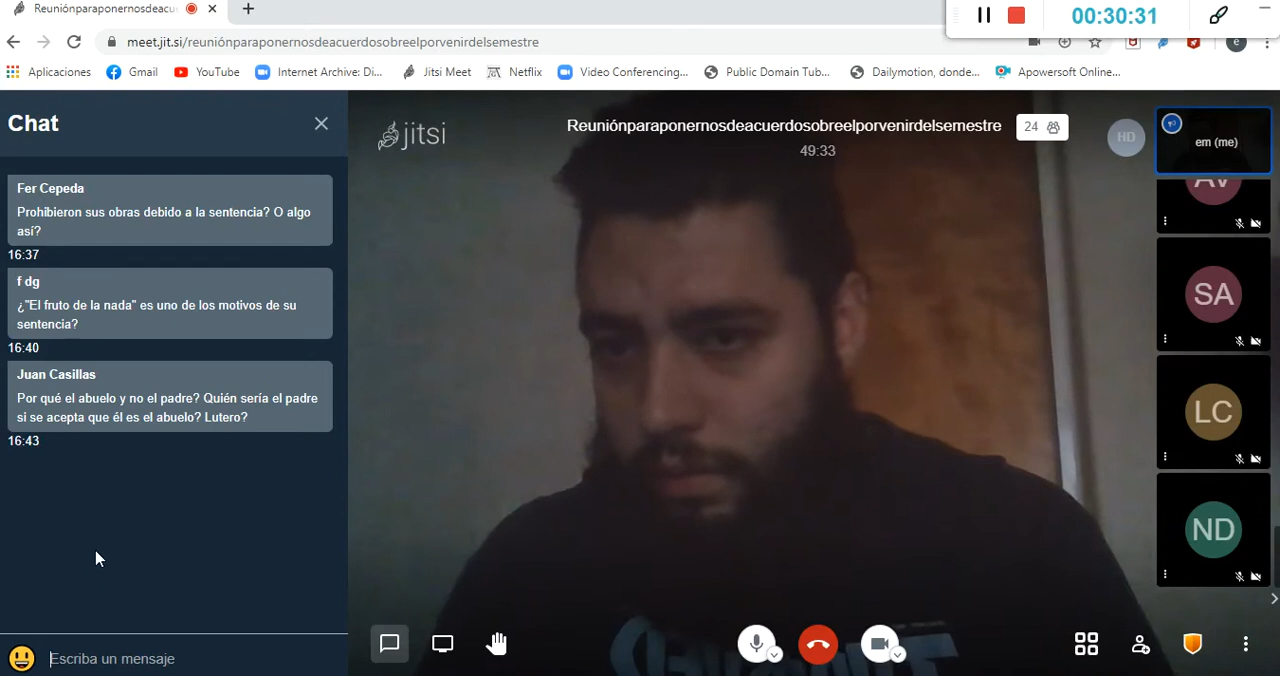 Reuniónparaponernosdeacu
00:30:31
meet.jit.si/reuniónparaponernosdeacuerdosobreelporvenirdelsemestre
e
Aplicaciones
Gmail
YouTube
Internet Archive: Di...
Jitsi Meet
Netflix
Video Conferencing...
Public Domain Tub...
Dailymotion, donde...
Apowersoft Online...
Chat
Fer Cepeda
Prohibieron sus obras debido a la sentencia? O algo
así?
16:37
f dg
¿"El fruto de la nada" es uno de los motivos de su
sentencia?
16:40
Juan Casillas
Por qué el abuelo y no el padre? Quién sería el padre
si se acepta que él es el abuelo? Lutero?
16:43
Escriba un mensaje
jitsi
Reuniónparaponernosdeacuerdosobreelporvenirdelsemestre
24
49:33
HD
em (me)
AV
SA
LC
ND